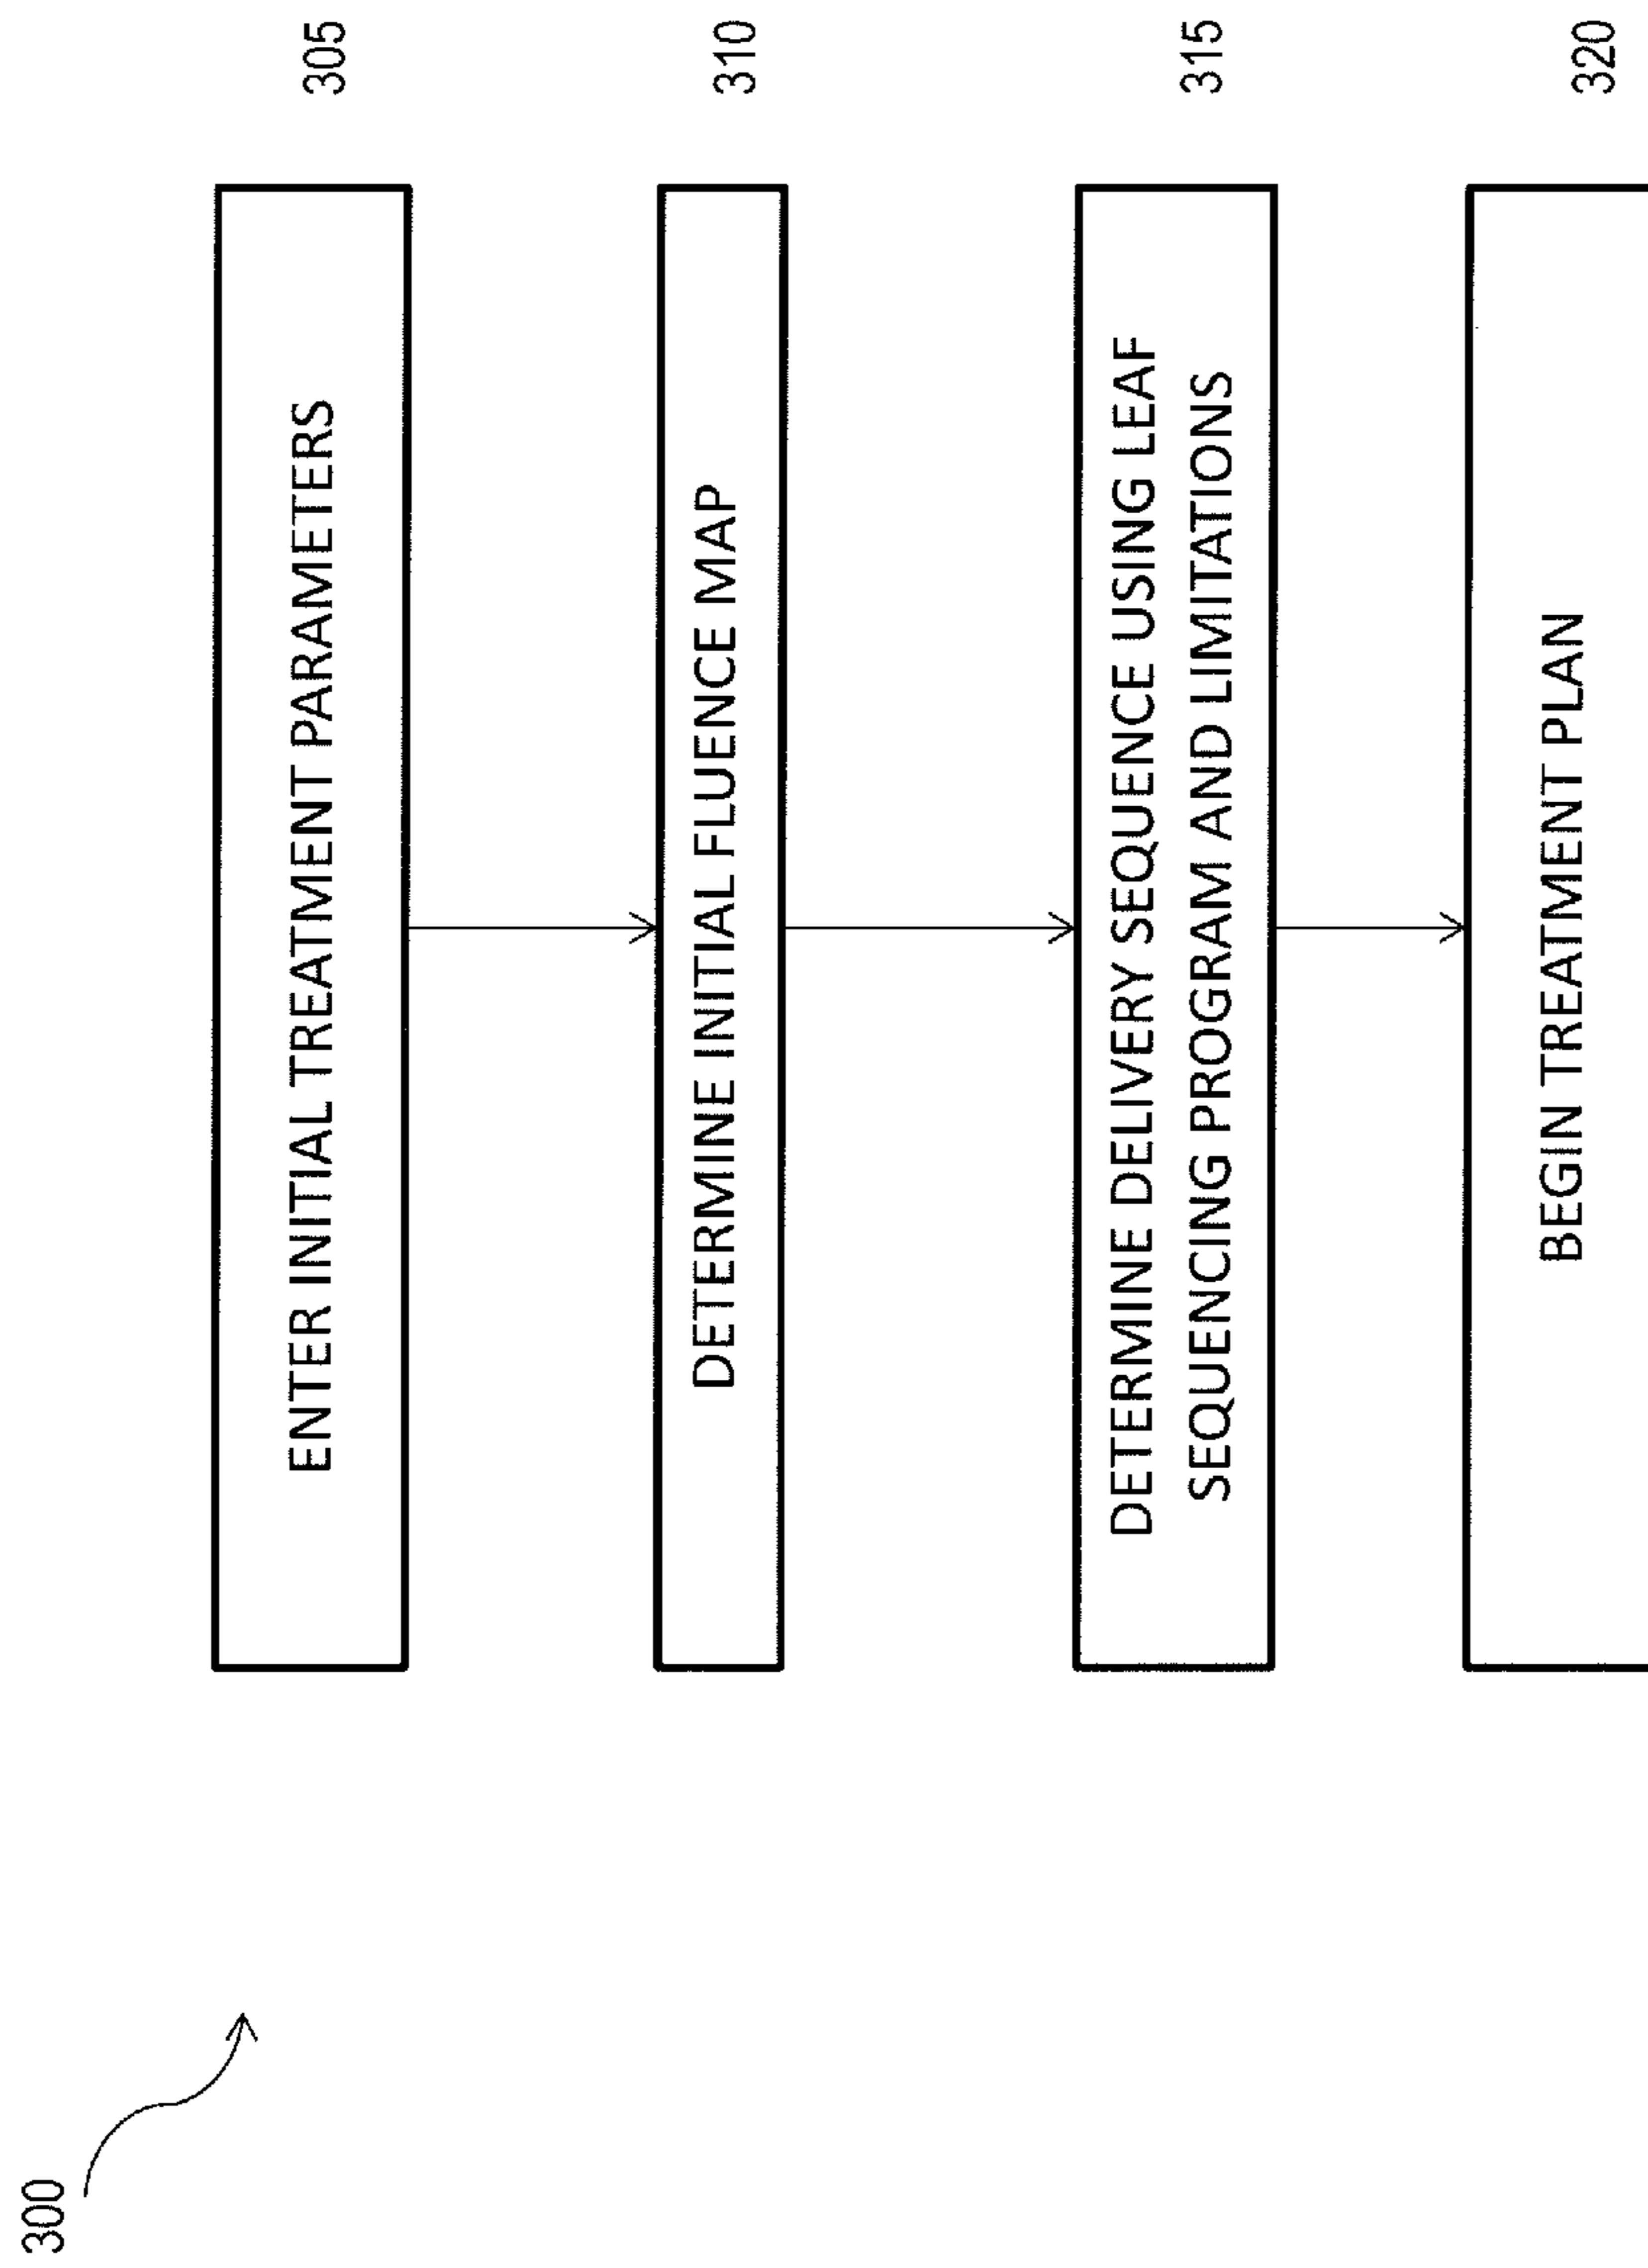 300
ENTER INITIAL TREATMENT PARAMETERS
305
DETERMINE INITIAL FLUENCE MAP
310
DETERMINE DELIVERY SEQUENCE USING LEAF
SEQUENCING PROGRAM AND LIMITATIONS
315
BEGIN TREATMENT PLAN
320